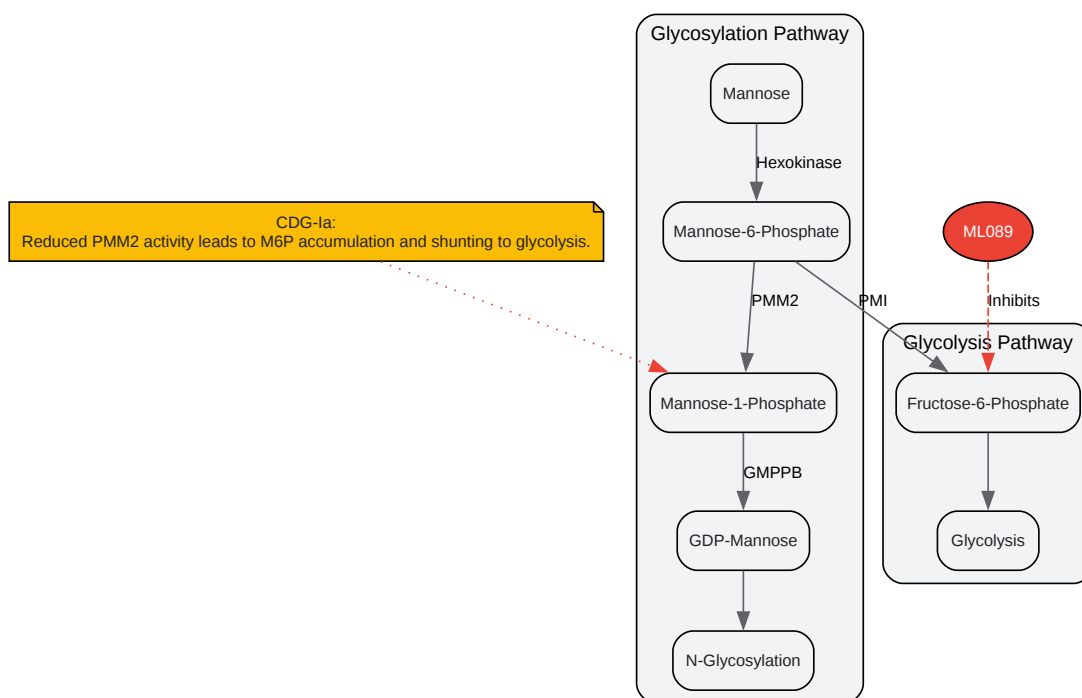 Glycosylation Pathway
Mannose
Hexokinase
CDG-Ia:
Reduced PMM2 activity leads to M6P accumulation and shunting to glycolysis.
Mannose-6-Phosphate
ML089
PMM2
PMI
Inhibits
Glycolysis Pathway
Mannose-1-Phosphate
Fructose-6-Phosphate
GMPPB
GDP-Mannose
Glycolysis
N-Glycosylation